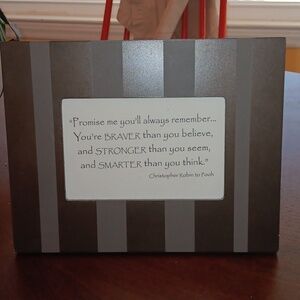 "Promise me you'll always remember...
You're BRAVER than you believe,
and STRONGER than you seem,
and SMARTER than you think."
Christopher Robin to Pooh